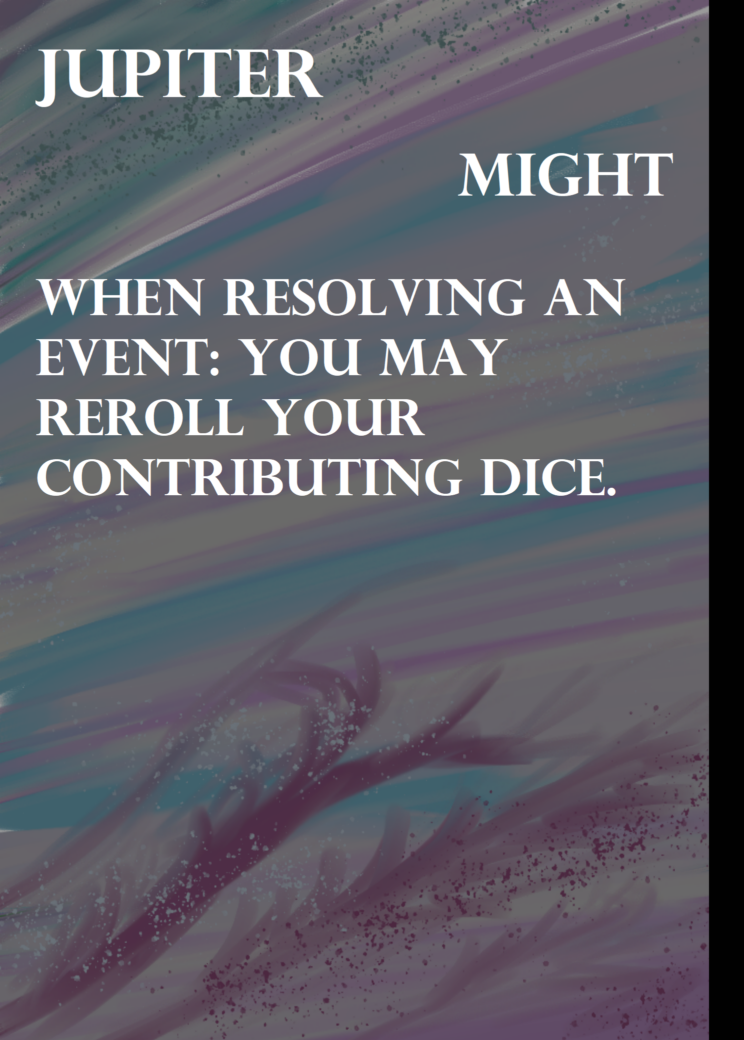 JUPITER
MIGHT
WHEN RESOLVING AN
EVENT: YOU MAY
REROLL YOUR
CONTRIBUTING DICE.